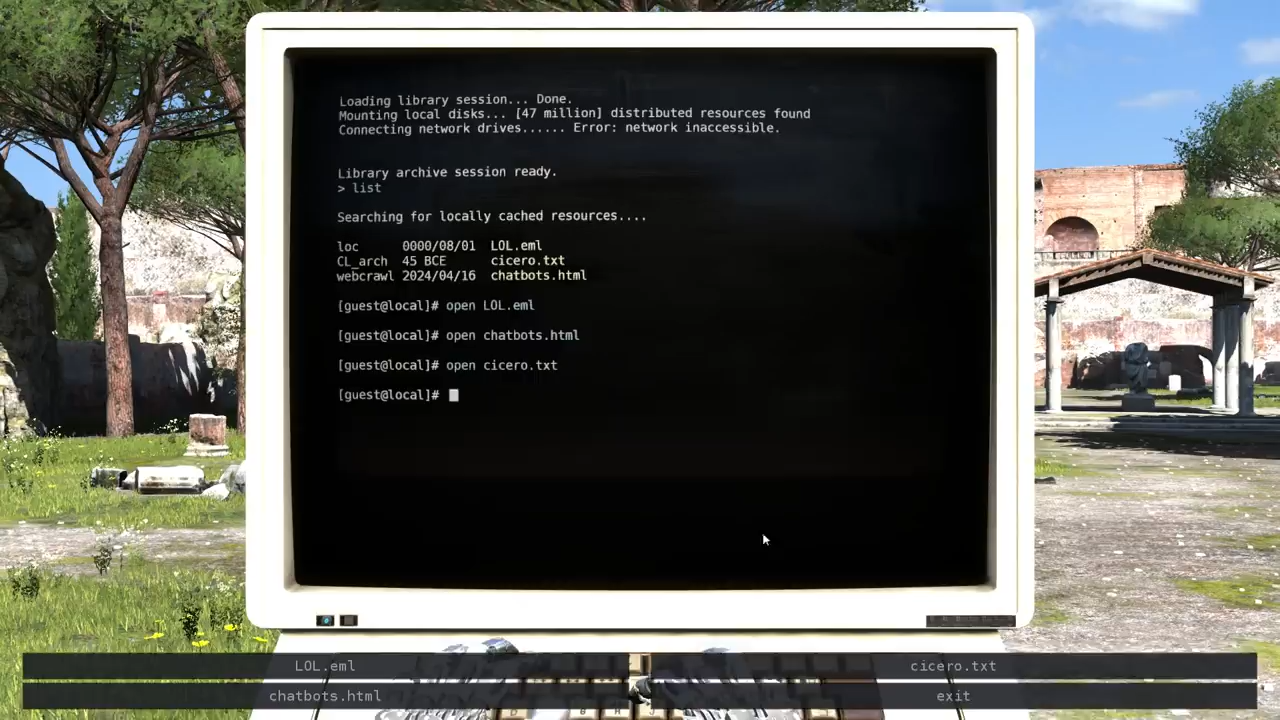 Loading library session... Done.
Mounting local disks... [47 million] distributed resources found
Connecting network drives...... Error: network inaccessible.
Library archive session ready.
> list
Searching for locally cached resources....
loc 0000/08/01 LOL.eml
CL_arch 45 BCE cicero.txt
webcrawl 2024/04/16 chatbots.html
[guest@local]# open LOL.eml
[guest@local]# open chatbots.html
[guest@local]# open cicero.txt
[guest@local]#
LOL.eml cicero.txt
chatbots.html exit